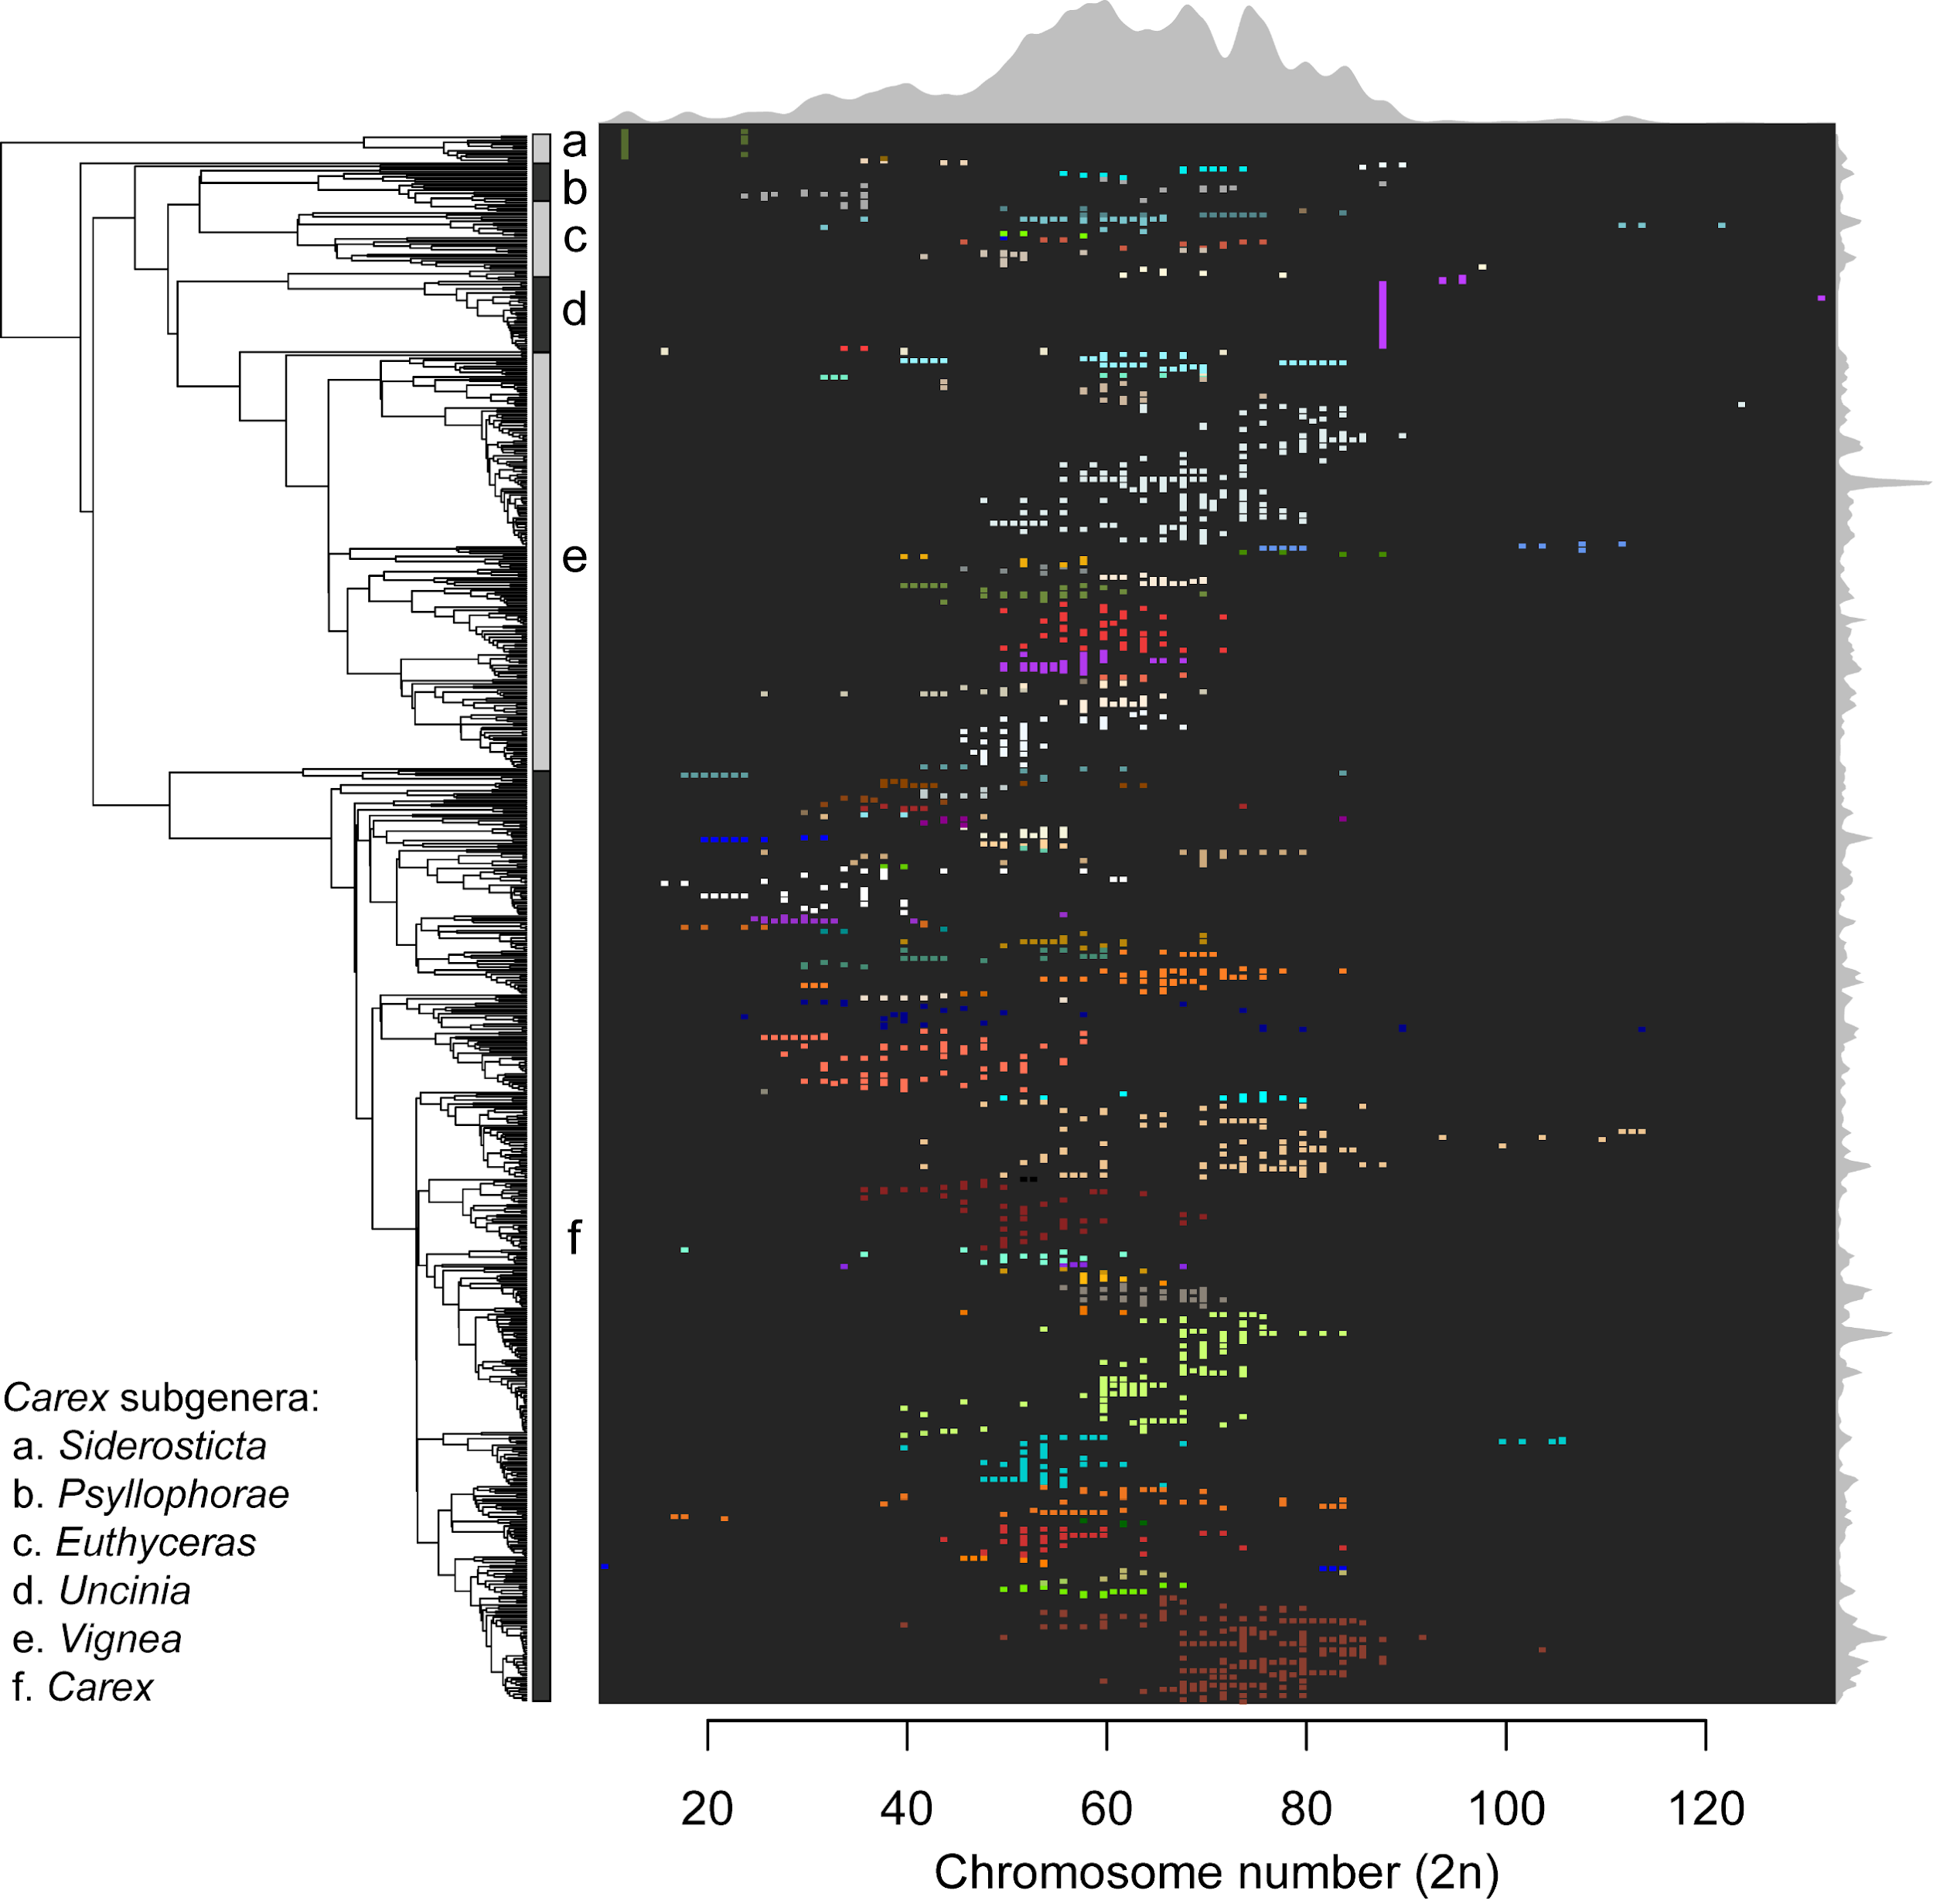 a
b
c
d
e
f
Carex subgenera:
a. Siderosticta
b. Psyllophorae
c. Euthyceras
d. Uncinia
e. Vignea
f. Carex
20 40 60 80 100 120
Chromosome number (2n)